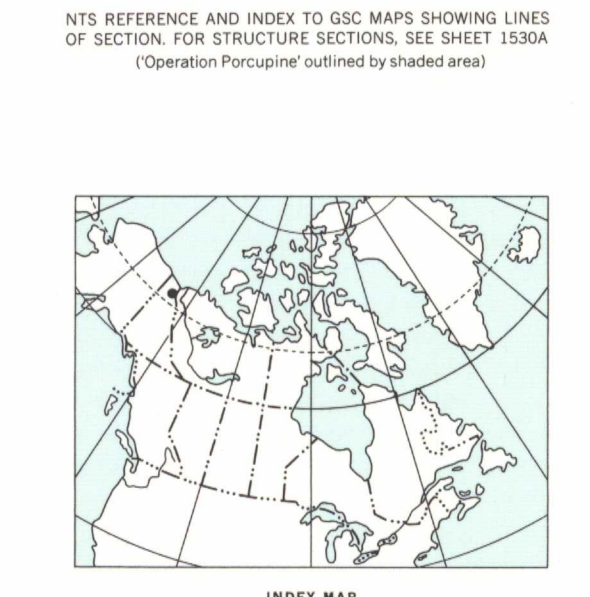 NTS REFERENCE AND INDEX TO GSC MAPS SHOWING LINES
OF SECTION. FOR STRUCTURE SECTIONS, SEE SHEET 1530A
('Operation Porcupine' outlined by shaded area)
INDEX MAP